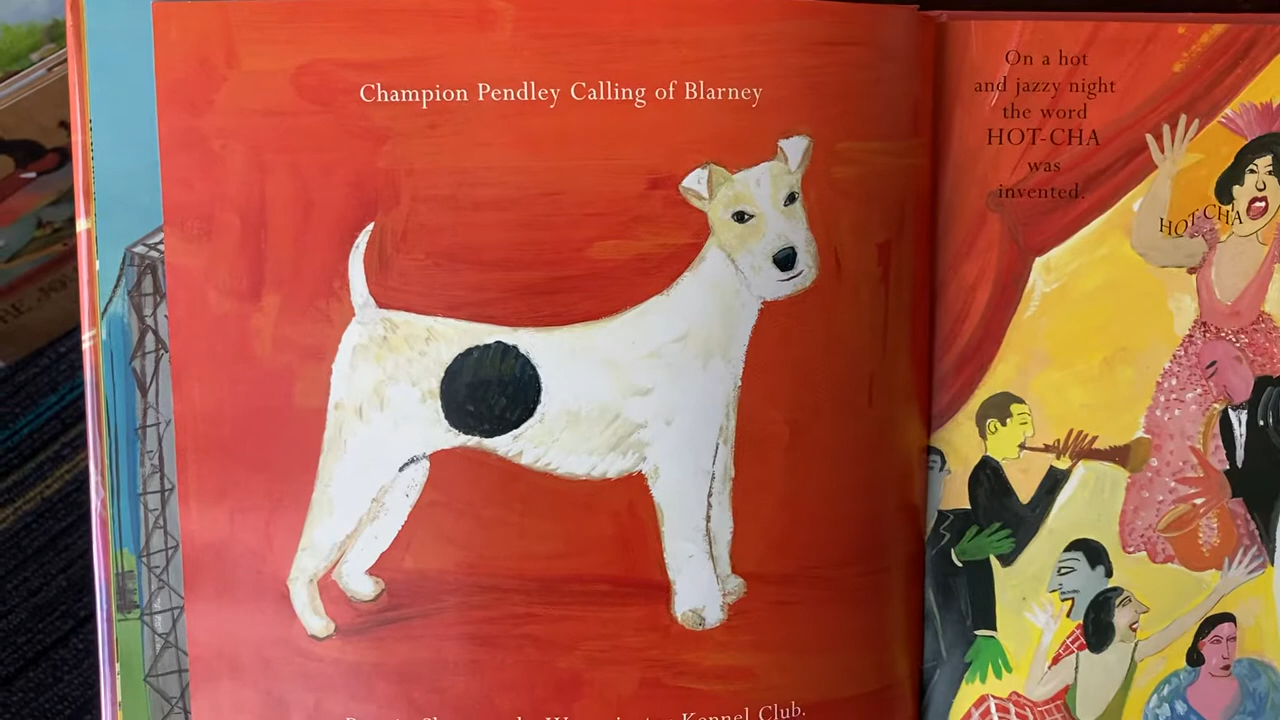 Champion Pendley Calling of Blarney
Kennel Club.
On a hot
and jazzy night
the word
HOT-CHA
was
invented.
HOT-CHA